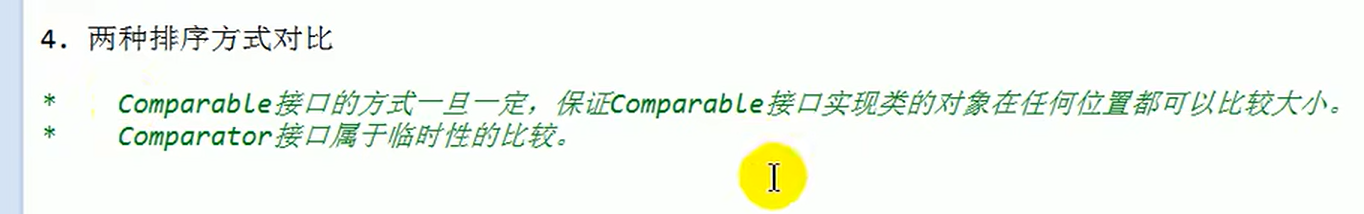 4. 两种排序方式对比
* Comparable接口的方式一旦一定，保证Comparable接口实现类的对象在任何位置都可以比较大小。
* Comparator接口属于临时性的比较。